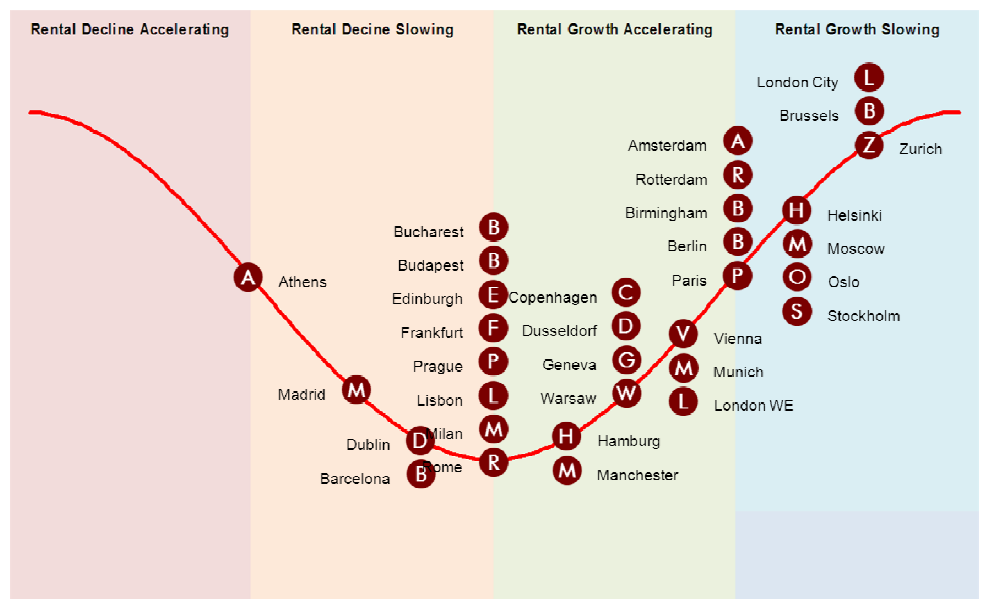 Rental Decline Accelerating
Rental Decine Slowing
Rental Growth Accelerating
Rental Growth Slowing
A Athens
Madrid M
Dublin D
Barcelona B
Bucharest B
Budapest B
Edinburgh E
Frankfurt F
Prague P
Lisbon L
Milan M
Rome R
H Hamburg
M Manchester
Copenhagen C
Dusseldorf D
Geneva G
Warsaw W
V Vienna
M Munich
L London WE
Amsterdam A
Rotterdam R
Birmingham B
Berlin B
Paris P
H Helsinki
M Moscow
O Oslo
S Stockholm
London City L
Brussels B
Z Zurich